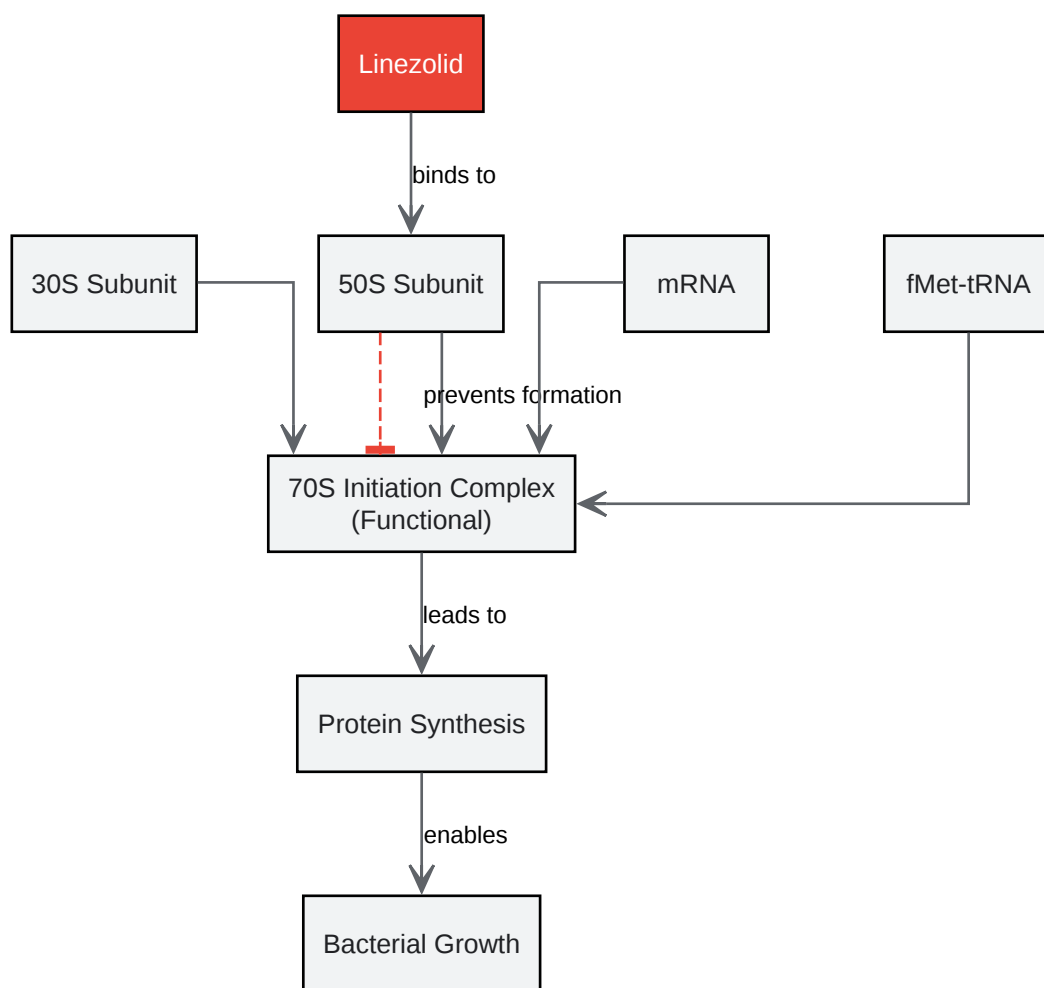 Linezolid
binds to
30S Subunit
50S Subunit
mRNA
fMet-tRNA
prevents formation
70S Initiation Complex
(Functional)
leads to
Protein Synthesis
enables
Bacterial Growth